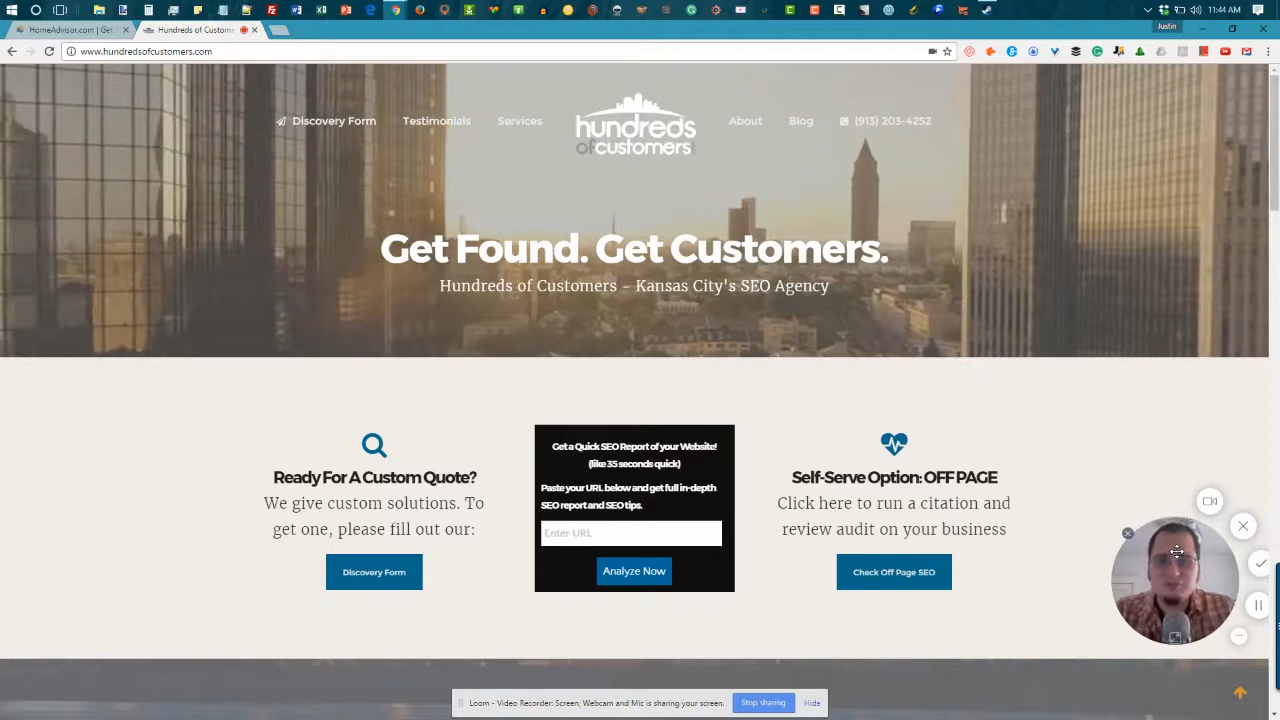 11:44 AM
HomeAdvisor.com | Get
Hundreds of Custome
Justin
www.hundredsofcustomers.com
Discovery Form
Testimonials
Services
hundreds
of customers
About
Blog
(913) 203-4252
Get Found. Get Customers.
Hundreds of Customers - Kansas City's SEO Agency
Ready For A Custom Quote?
We give custom solutions. To
get one, please fill out our:
Discovery Form
Get a Quick SEO Report of your Website!
(like 35 seconds quick)
Paste your URL below and get full in-depth
SEO report and SEO tips.
Enter URL
Analyze Now
Self-Serve Option: OFF PAGE
Click here to run a citation and
review audit on your business
Check Off Page SEO
Loom - Video Recorder: Screen, Webcam and Mic is sharing your screen.
Stop sharing
Hide